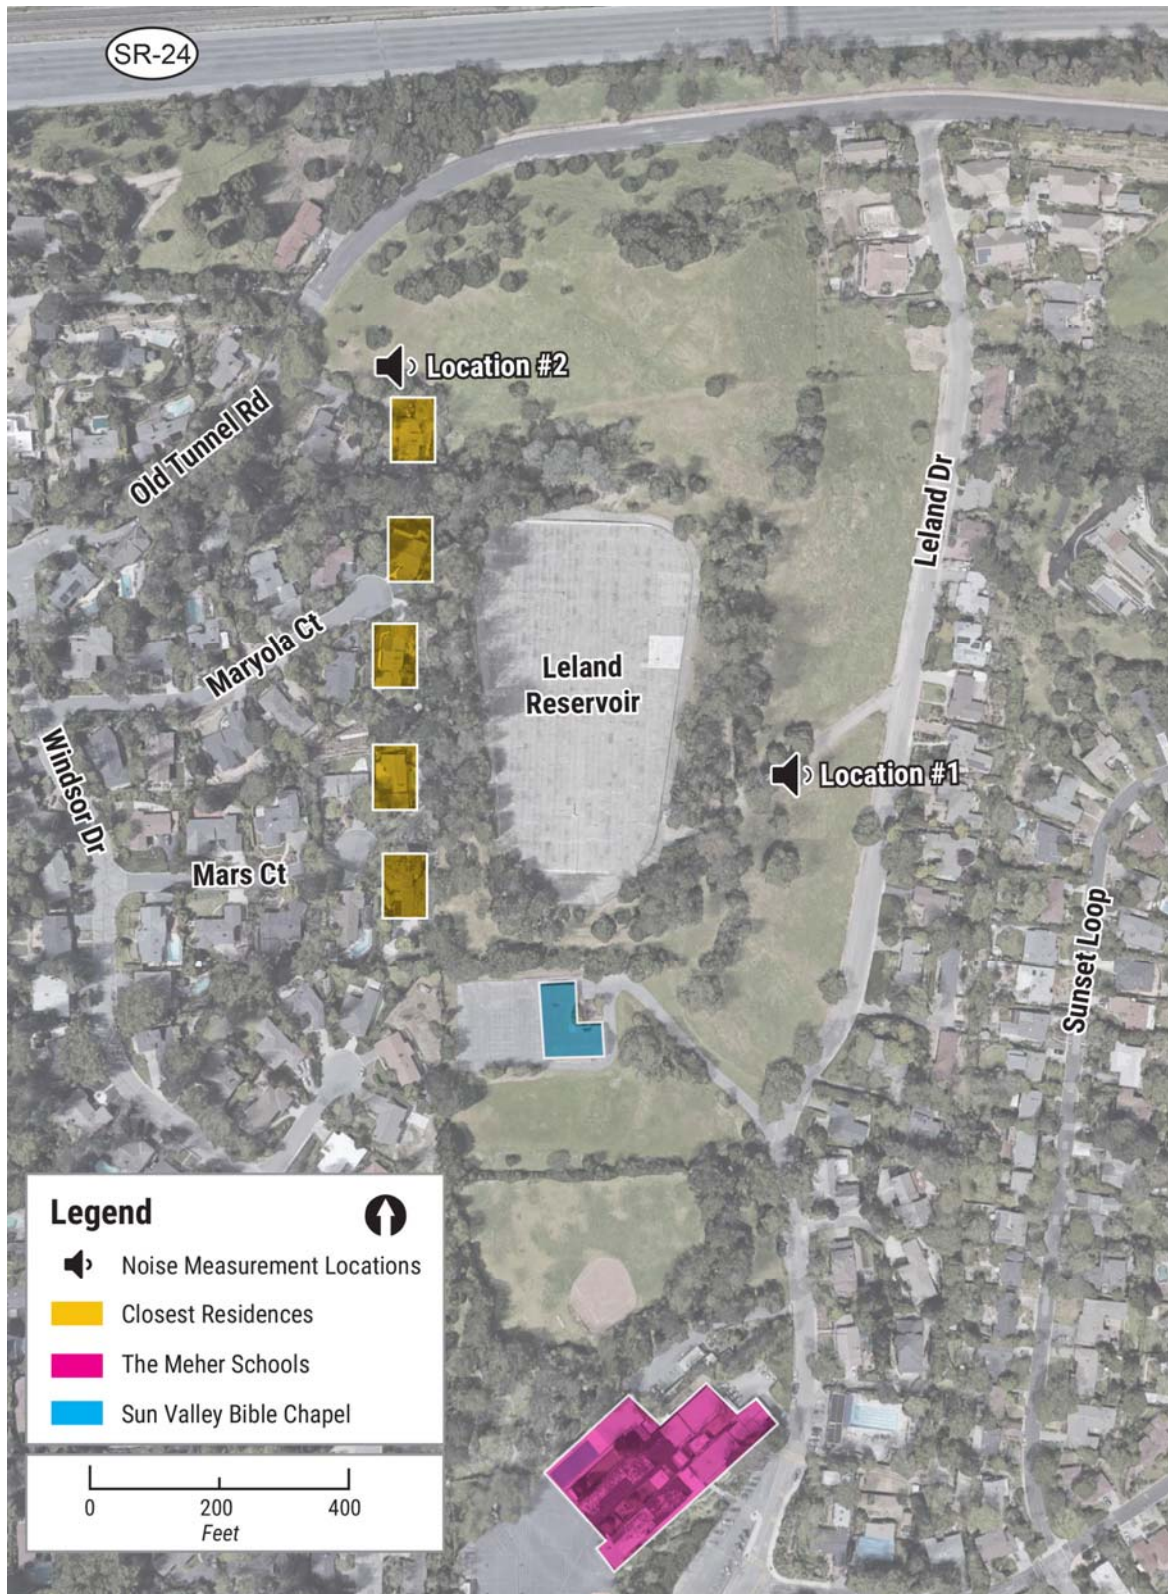 SR-24
Location #2
Old Tunnel Rd
Leland Dr
Maryola Ct
Leland
Reservoir
Location #1
Windsor Dr
Mars Ct
Sunset Loop
Legend
Noise Measurement Locations
Closest Residences
The Meher Schools
Sun Valley Bible Chapel
0 200 400
Feet